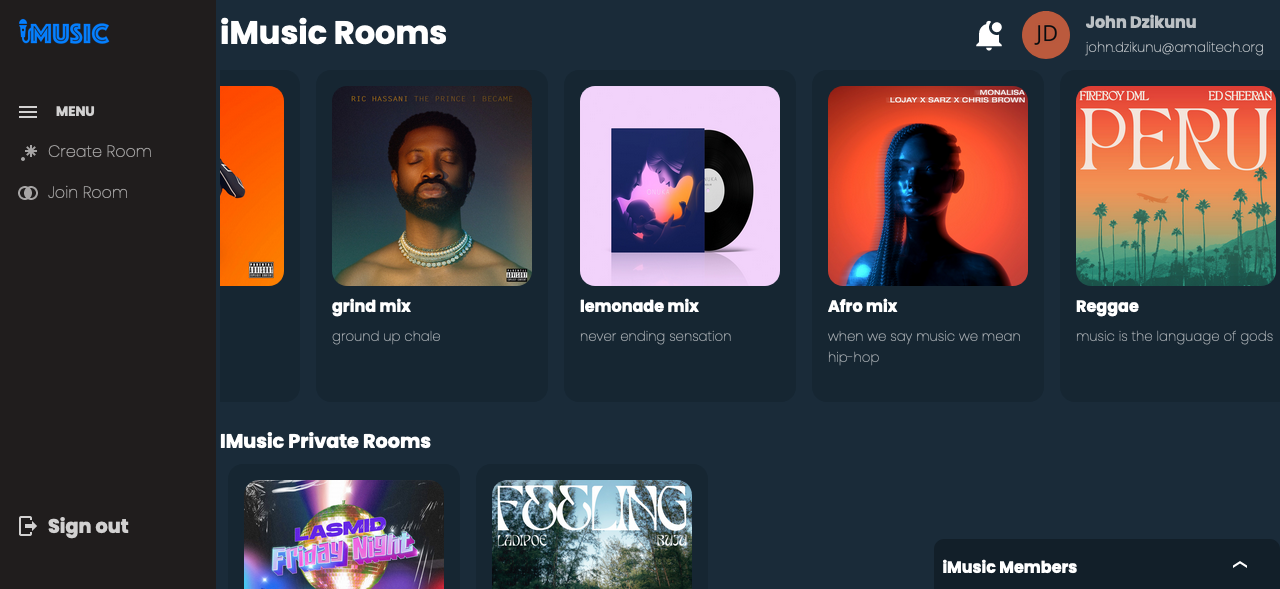 iMUSIC
iMusic Rooms
JD
John Dzikunu
john.dzikunu@amalitech.org
MENU
Create Room
Join Room
Sign out
RIC HASSANI THE PRINCE I BECAME
MONALISA
LOJAY X SARZ X CHRIS BROWN
FIREBOY DML ED SHEERAN
PERU
grind mix
ground up chale
lemonade mix
never ending sensation
Afro mix
when we say music we mean
hip-hop
Reggae
music is the language of gods
IMusic Private Rooms
LASMID
Friday Night
FEELING
LADIPOE BUJU
iMusic Members